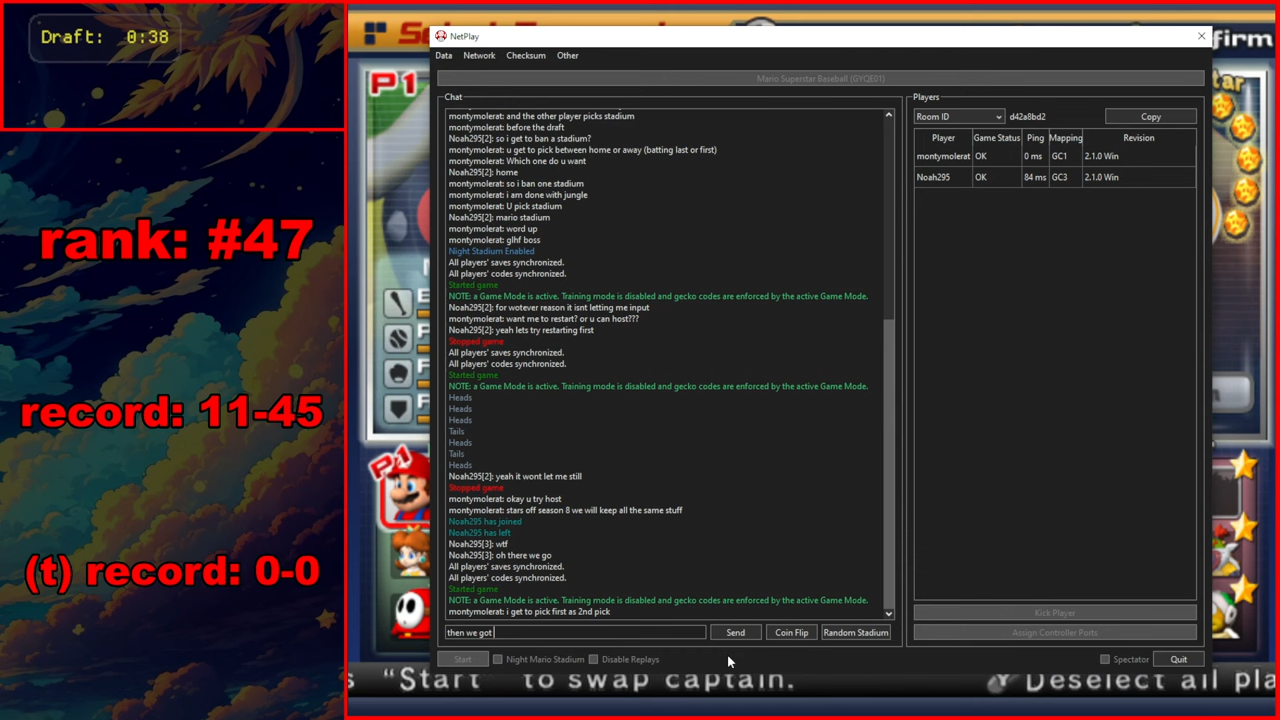 Draft: 0:38
rank: #47
record: 11-45
(t) record: 0-0
NetPlay
firm
Data Network Checksum Other
Mario Superstar Baseball (GYQE01)
P1
tar
Chat
montymolerat: and the other player picks stadium
montymolerat: before the draft
Noah295[2]: so i get to ban a stadium?
montymolerat: u get to pick between home or away (batting last or first)
montymolerat: Which one do u want
Noah295[2]: home
montymolerat: so i ban one stadium
montymolerat: i am done with jungle
montymolerat: U pick stadium
Noah295[2]: mario stadium
montymolerat: word up
montymolerat: glhf boss
Night Stadium Enabled
All players' saves synchronized.
All players' codes synchronized.
Started game
NOTE: a Game Mode is active. Training mode is disabled and gecko codes are enforced by the active Game Mode.
Noah295[2]: for wotever reason it isnt letting me input
montymolerat: want me to restart? or u can host???
Noah295[2]: yeah lets try restarting first
Stopped game
All players' saves synchronized.
All players' codes synchronized.
Started game
NOTE: a Game Mode is active. Training mode is disabled and gecko codes are enforced by the active Game Mode.
Heads
Heads
Heads
Tails
Heads
Tails
Heads
Noah295[2]: yeah it wont let me still
Stopped game
montymolerat: okay u try host
montymolerat: stars off season 8 we will keep all the same stuff
Noah295 has joined
Noah295 has left
Noah295[3]: wtf
Noah295[3]: oh there we go
All players' saves synchronized.
All players' codes synchronized.
Started game
NOTE: a Game Mode is active. Training mode is disabled and gecko codes are enforced by the active Game Mode.
montymolerat: i get to pick first as 2nd pick
then we got
Send
Coin Flip
Random Stadium
Start
Night Mario Stadium
Disable Replays
Players
Room ID
d42a8bd2
Copy
Player Game Status Ping Mapping Revision
montymolerat OK 0 ms GC1 2.1.0 Win
Noah295 OK 84 ms GC3 2.1.0 Win
Kick Player
Assign Controller Ports
Spectator
Quit
P1
s "Start" to swap captain.
Y Deselect all pla